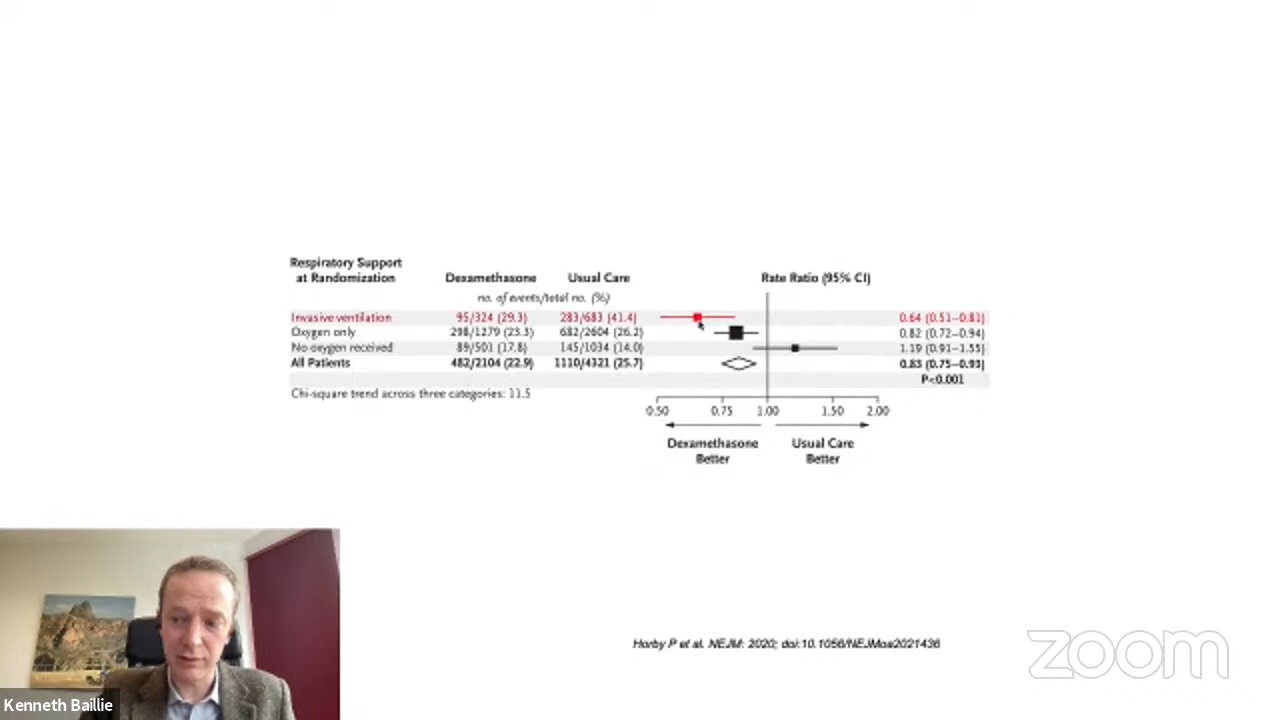 Respiratory Support
at Randomization Dexamethasone Usual Care Rate Ratio (95% CI)
no. of events/total no. (%)
Invasive ventilation 95/324 (29.3) 283/683 (41.4) 0.64 (0.51–0.81)
Oxygen only 298/1279 (23.3) 682/2604 (26.2) 0.82 (0.72–0.94)
No oxygen received 89/501 (17.8) 145/1034 (14.0) 1.19 (0.91–1.55)
All Patients 482/2104 (22.9) 1110/4321 (25.7) 0.83 (0.75–0.93)
P<0.001
Chi-square trend across three categories: 11.5
0.50 0.75 1.00 1.50 2.00
Dexamethasone Usual Care
Better Better
Horby P et al. NEJM: 2020; doi:10.1056/NEJMoa2021436
zoom
Kenneth Baillie